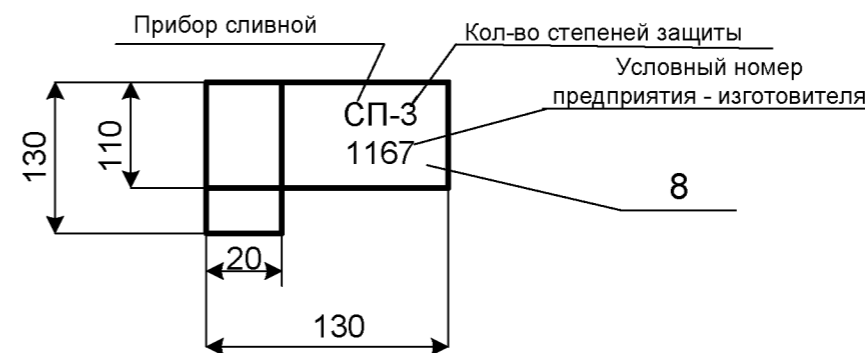 Прибор сливной
Кол-во степеней защиты
Условный номер
предприятия - изготовителя
СП-3
1167
130
110
8
20
130